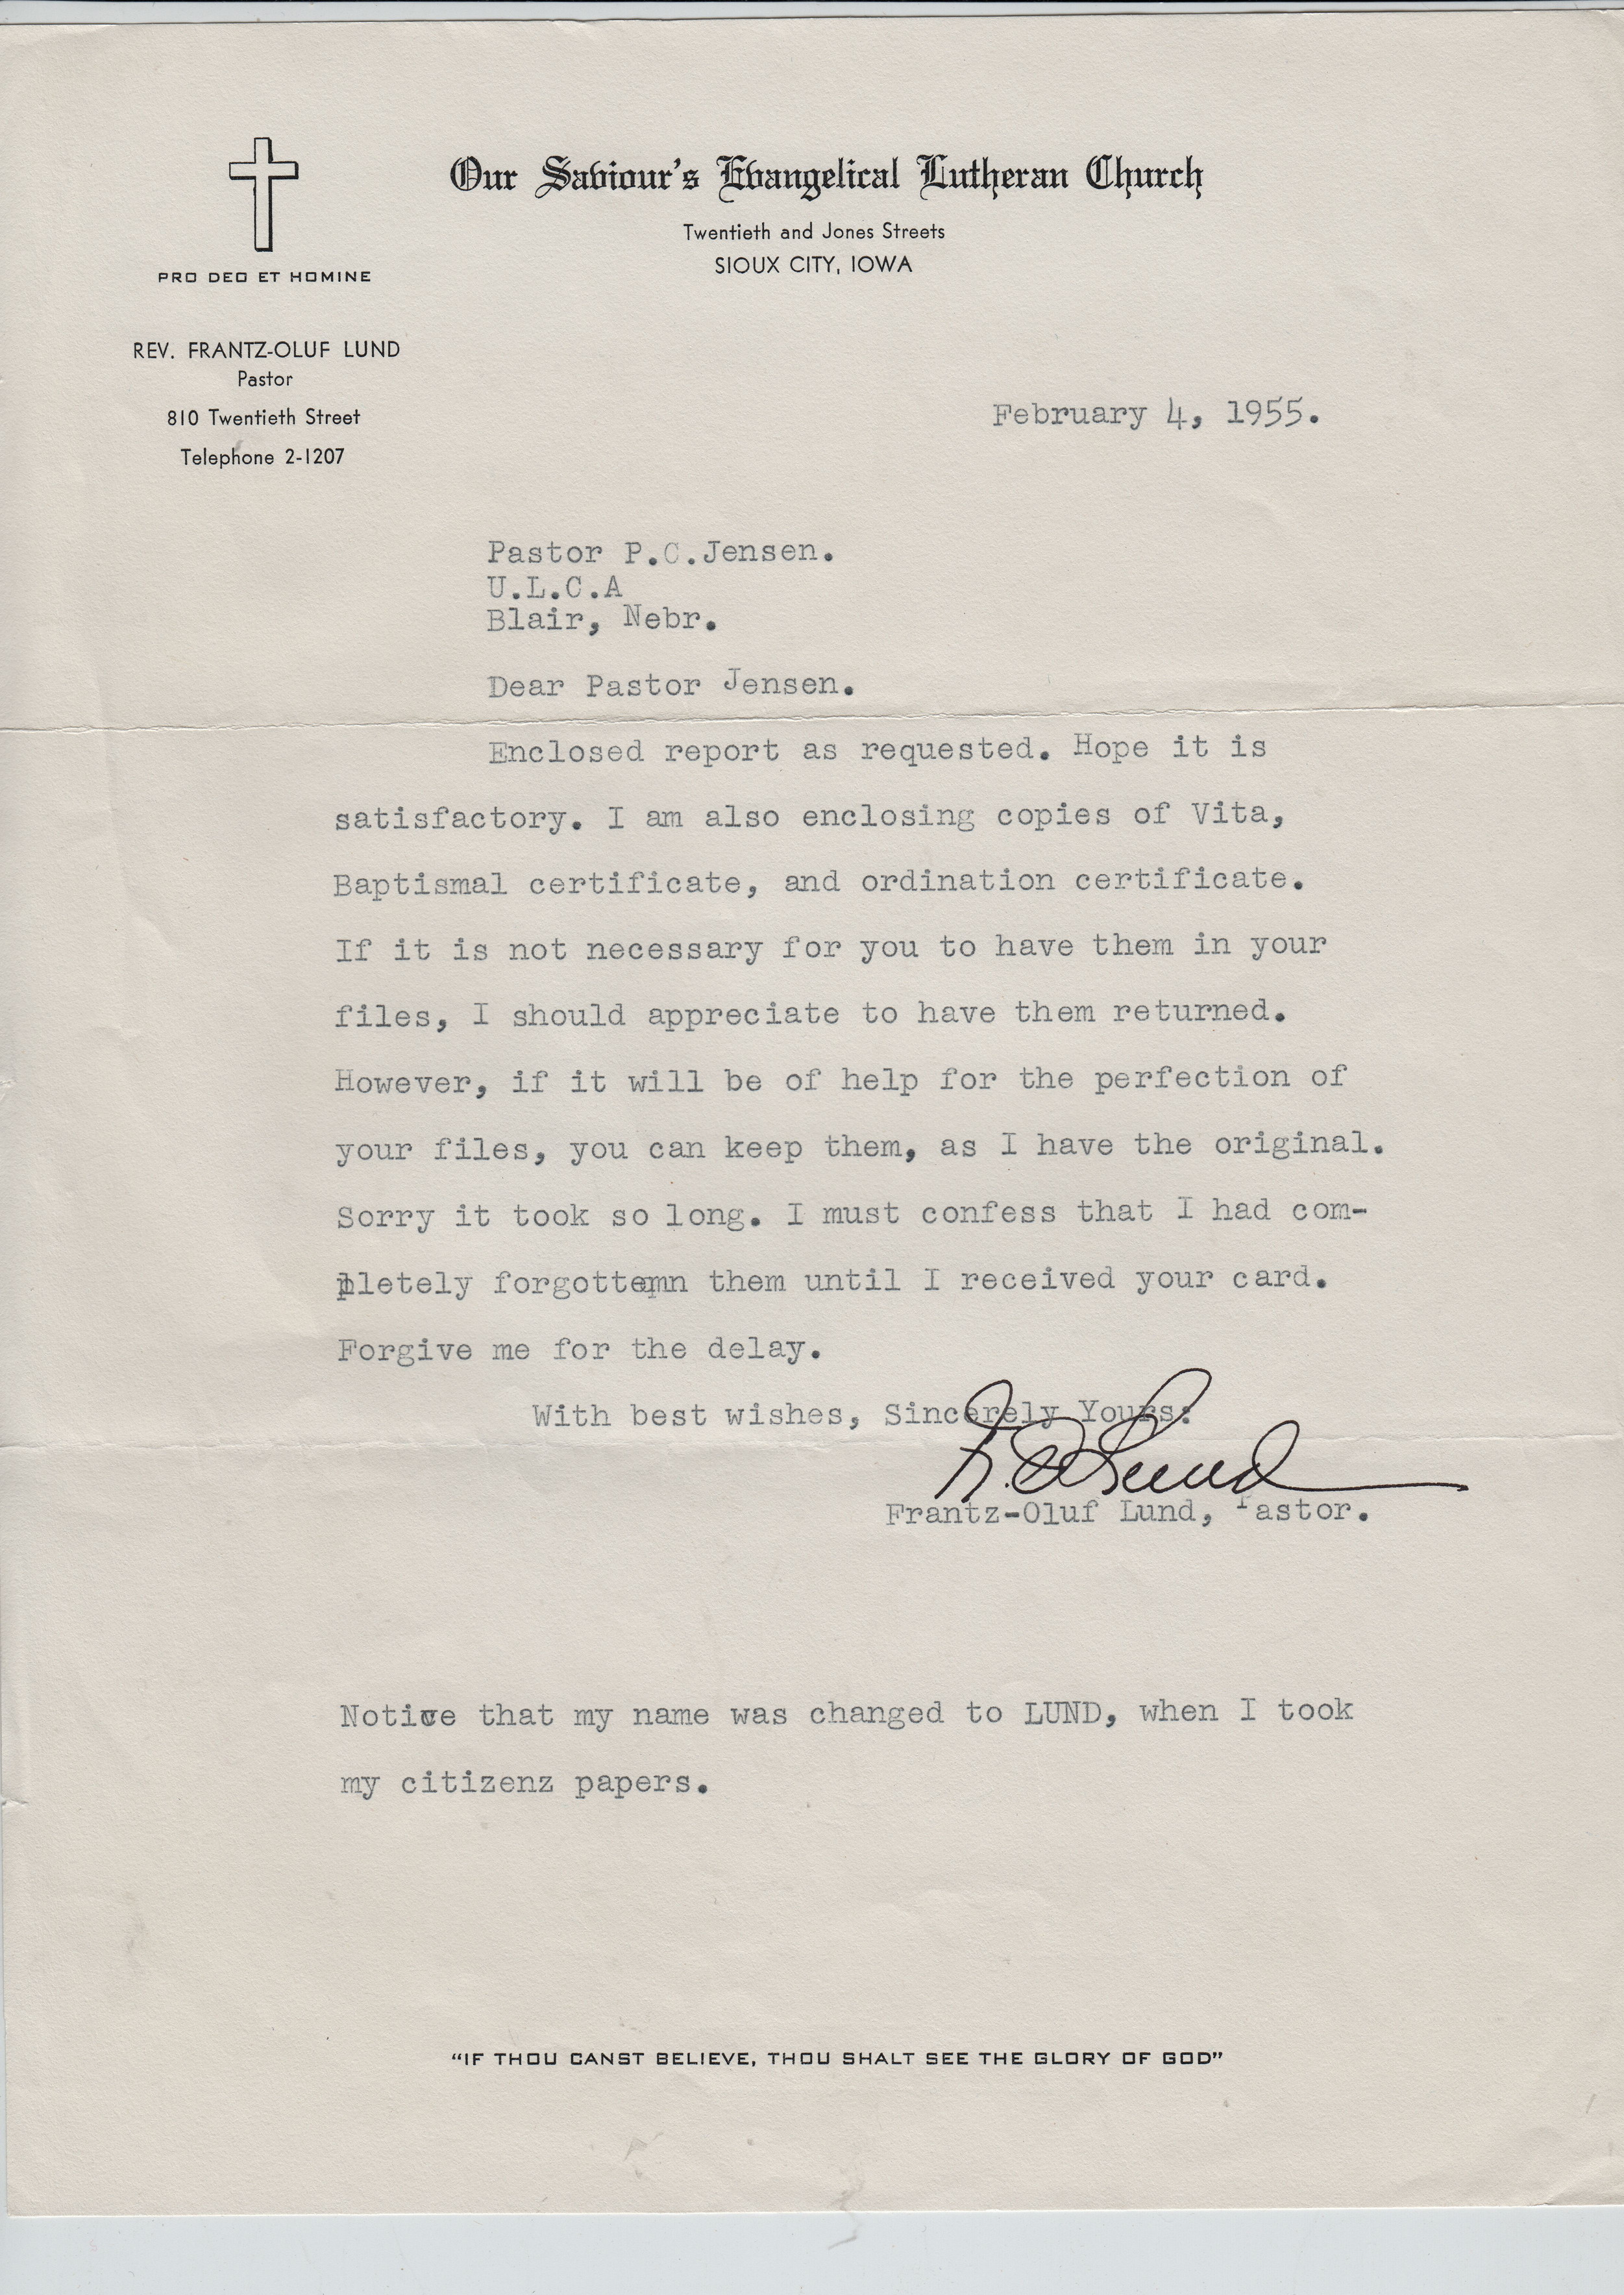 Our Saviour's Evangelical Lutheran Church
Twentieth and Jones Streets
SIOUX CITY, IOWA
PRO DEO ET HOMINE
REV. FRANTZ-OLUF LUND
Pastor
810 Twentieth Street
Telephone 2-1207
February 4, 1955.
Pastor P.C.Jensen.
U.L.C.A
Blair, Nebr.
Dear Pastor Jensen.
Enclosed report as requested. Hope it is
satisfactory. I am also enclosing copies of Vita,
Baptismal certificate, and ordination certificate.
If it is not necessary for you to have them in your
files, I should appreciate to have them returned.
However, if it will be of help for the perfection of
your files, you can keep them, as I have the original.
Sorry it took so long. I must confess that I had com-
pletely forgottemn them until I received your card.
Forgive me for the delay.
With best wishes, Sincerely Yours:
F.O.Lund
Frantz-Oluf Lund, Pastor.
Notice that my name was changed to LUND, when I took
my citizenz papers.
"IF THOU CANST BELIEVE, THOU SHALT SEE THE GLORY OF GOD"